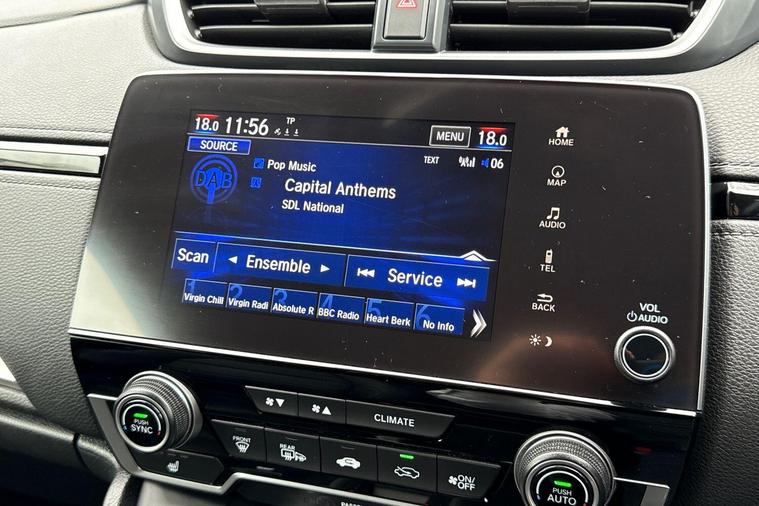 18.0 11:56 TP MENU 18.0
SOURCE
DAB
TEXT 06
Pop Music
Capital Anthems
SDL National
Scan ◄ Ensemble ► Service
1 2 3 4 5 6
Virgin Chill Virgin Radi Absolute R BBC Radio Heart Berk No Info
HOME
MAP
AUDIO
TEL
BACK
VOL
AUDIO
PUSH
SYNC
CLIMATE
FRONT
REAR
ON/
OFF
PUSH
AUTO